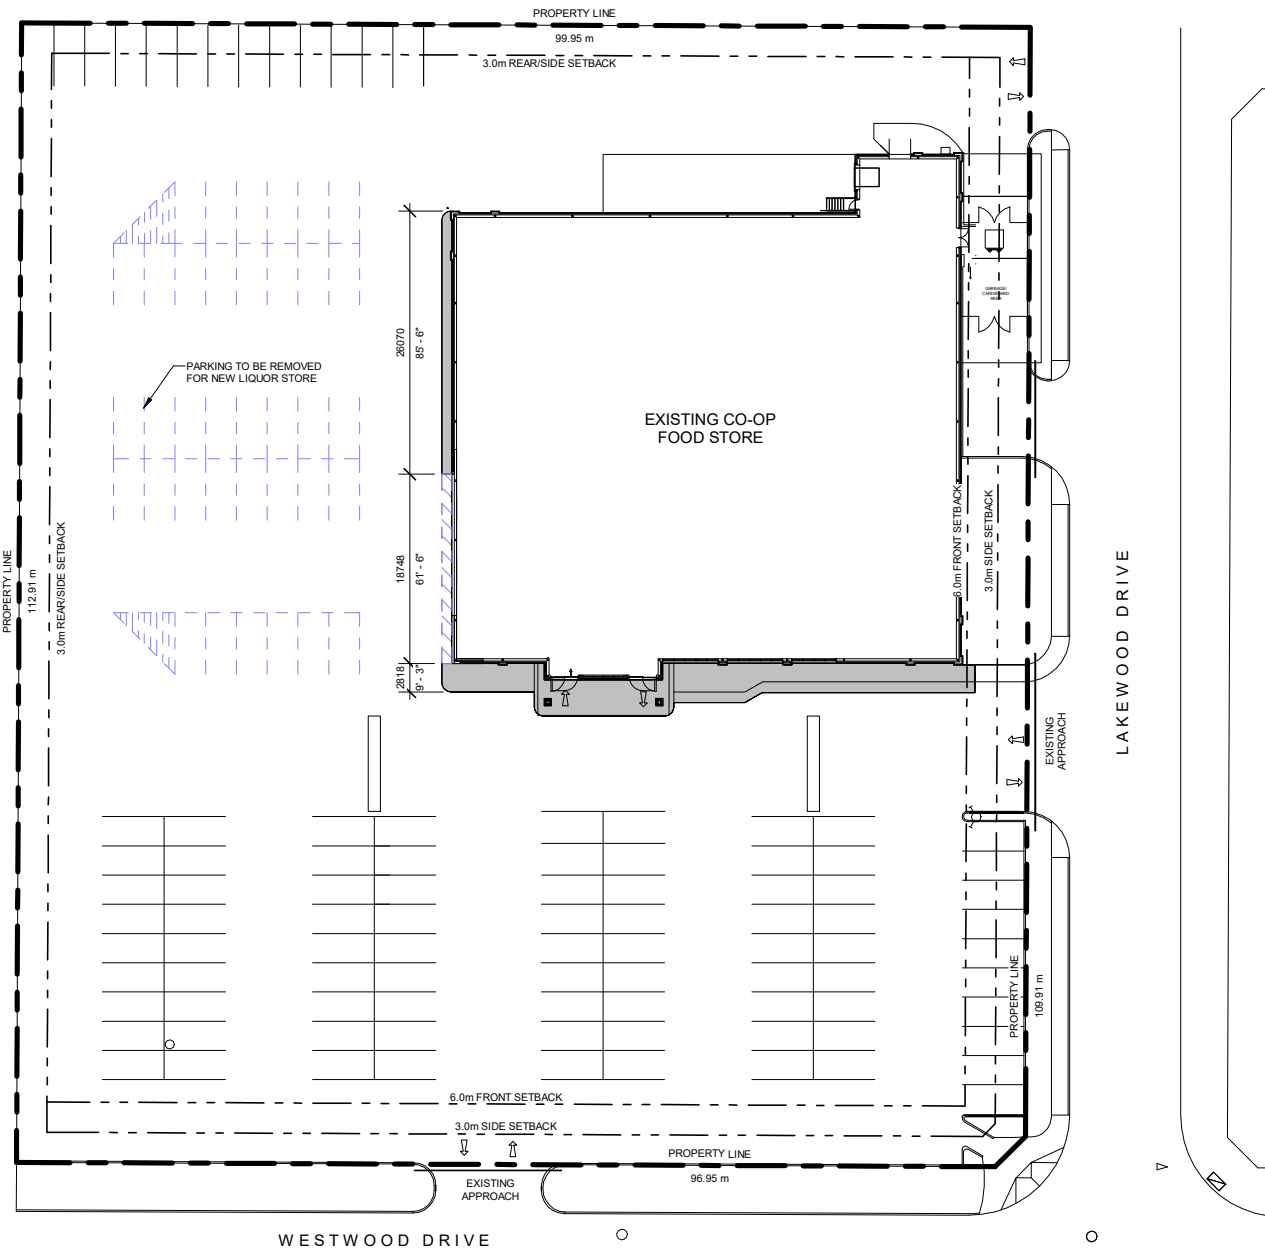 PROPERTY LINE
99.95 m
3.0m REAR/SIDE SETBACK
GARBAGE/
CARDBOARD
AREA
26070
85' - 6"
PARKING TO BE REMOVED
FOR NEW LIQUOR STORE
EXISTING CO-OP
FOOD STORE
6.0m FRONT SETBACK
3.0m SIDE SETBACK
PROPERTY LINE
112.91 m
3.0m REAR/SIDE SETBACK
18748
61' - 6"
2818
9' - 3"
LAKEWOOD DRIVE
EXISTING
APPROACH
PROPERTY LINE
109.91 m
6.0m FRONT SETBACK
3.0m SIDE SETBACK
PROPERTY LINE
96.95 m
EXISTING
APPROACH
WESTWOOD DRIVE